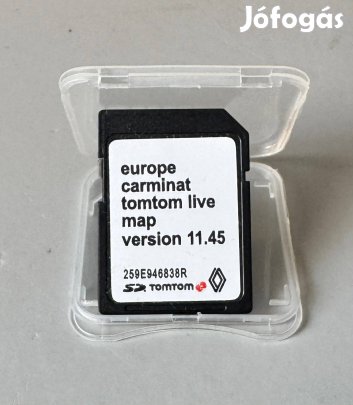 Jófogás
europe
carminat
tomtom live
map
version 11.45
259E946838R
SD TOMTOM